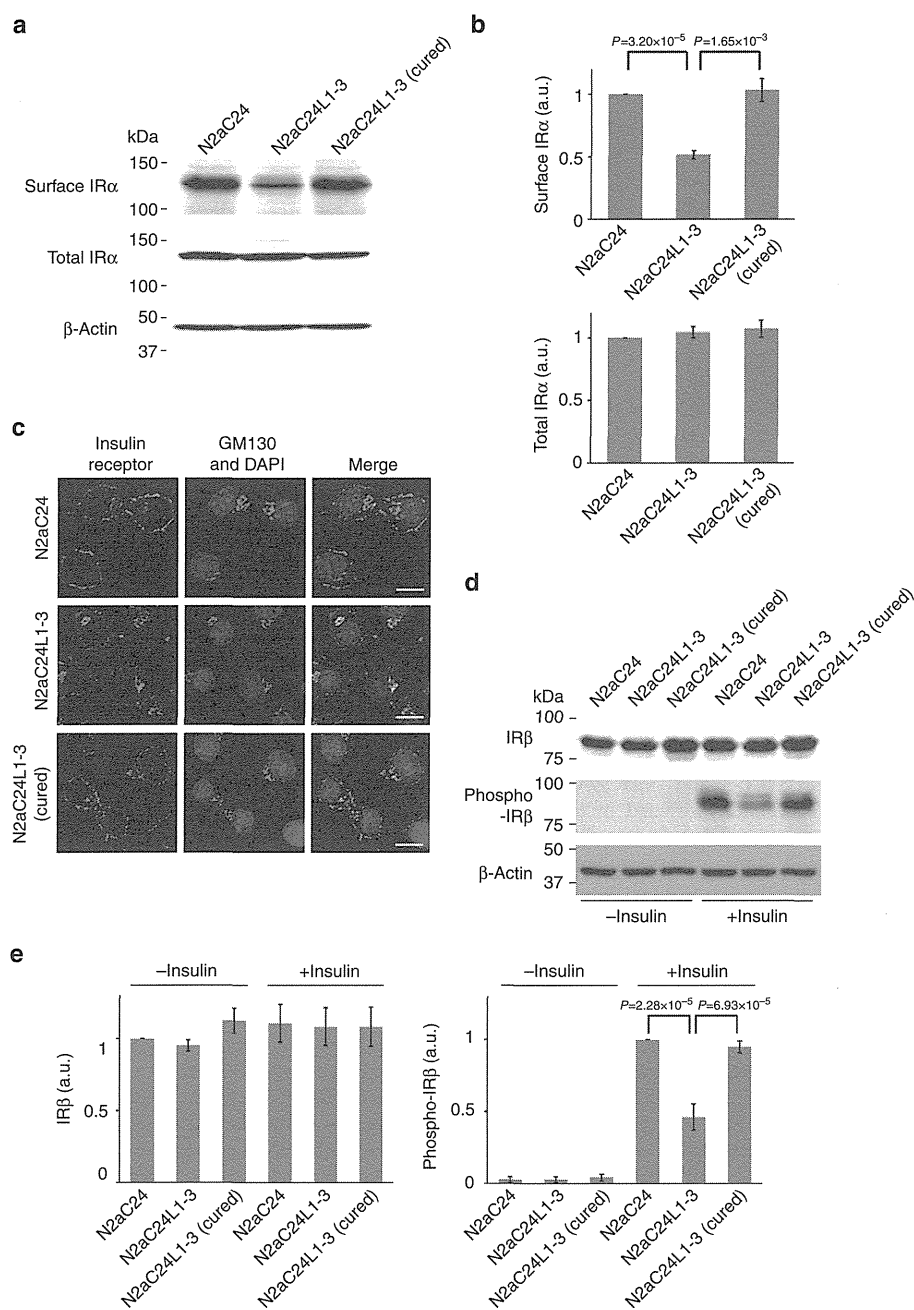 a
N2aC24
N2aC24L1-3
N2aC24L1-3 (cured)
kDa
150
Surface IRα
100
150
Total IRα
100
50
β-Actin
37
b
P=3.20×10⁻⁵
P=1.65×10⁻³
Surface IRα (a.u.)
1
0.5
0
N2aC24
N2aC24L1-3
N2aC24L1-3
(cured)
Total IRα (a.u.)
1
0.5
0
N2aC24
N2aC24L1-3
N2aC24L1-3
(cured)
c
Insulin
receptor
GM130
and DAPI
Merge
N2aC24
N2aC24L1-3
N2aC24L1-3
(cured)
d
N2aC24
N2aC24L1-3
N2aC24L1-3 (cured)
N2aC24
N2aC24L1-3
N2aC24L1-3 (cured)
kDa
100
IRβ
75
100
Phospho
-IRβ
75
50
β-Actin
37
–Insulin
+Insulin
e
–Insulin
+Insulin
IRβ (a.u.)
1
0.5
0
N2aC24
N2aC24L1-3
N2aC24L1-3 (cured)
N2aC24
N2aC24L1-3
N2aC24L1-3 (cured)
–Insulin
+Insulin
P=2.28×10⁻⁵
P=6.93×10⁻⁵
Phospho-IRβ (a.u.)
1
0.5
0
N2aC24
N2aC24L1-3
N2aC24L1-3 (cured)
N2aC24
N2aC24L1-3
N2aC24L1-3 (cured)